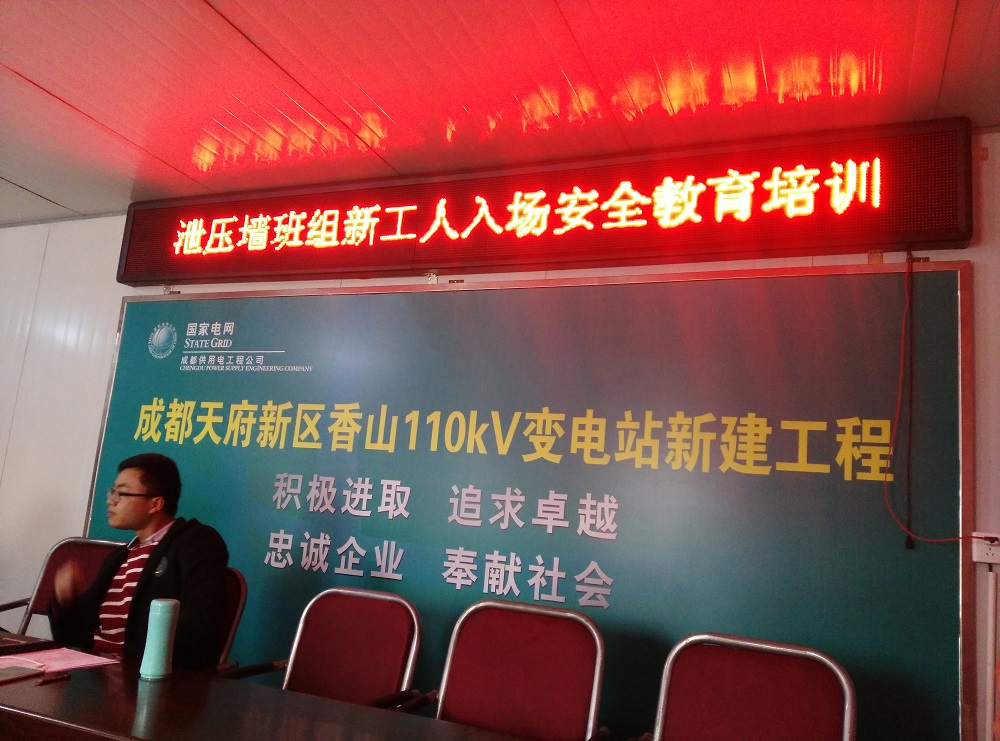 泄压墙班组新工人入场安全教育培训
国家电网
STATE GRID
成都供用电工程公司
CHENGDU POWER SUPPLY ENGINEERING COMPANY
成都天府新区香山110kV变电站新建工程
积极进取 追求卓越
忠诚企业 奉献社会